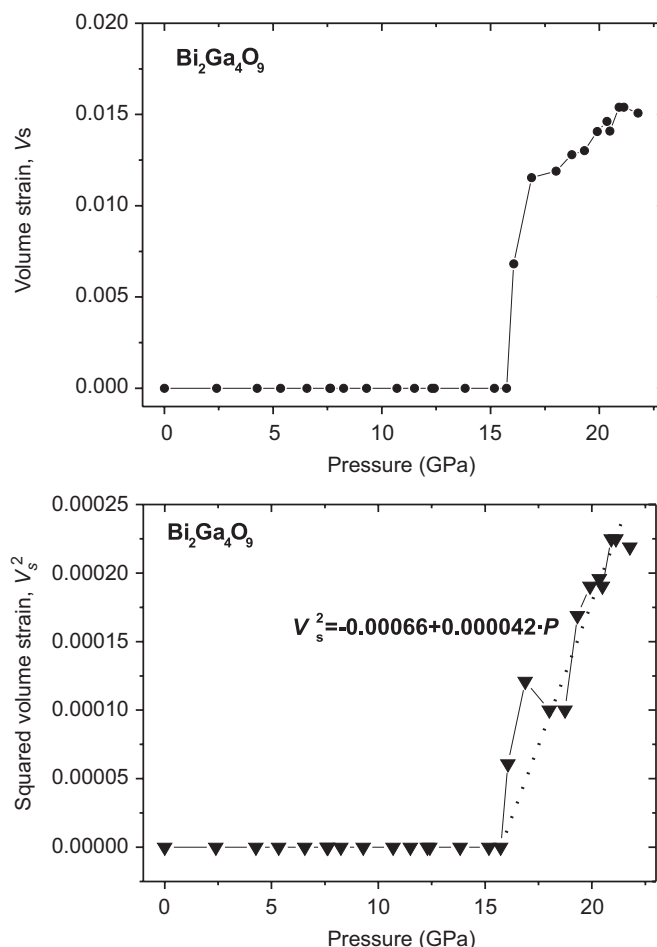 0.020
Bi₂Ga₄O₉
0.015
0.010
0.005
0.000
Volume strain, Vs
0 5 10 15 20
Pressure (GPa)
0.00025
Bi₂Ga₄O₉
0.00020
0.00015
V²ₛ=-0.00066+0.000042·P
0.00010
0.00005
0.00000
Squared volume strain, Vₛ²
0 5 10 15 20
Pressure (GPa)